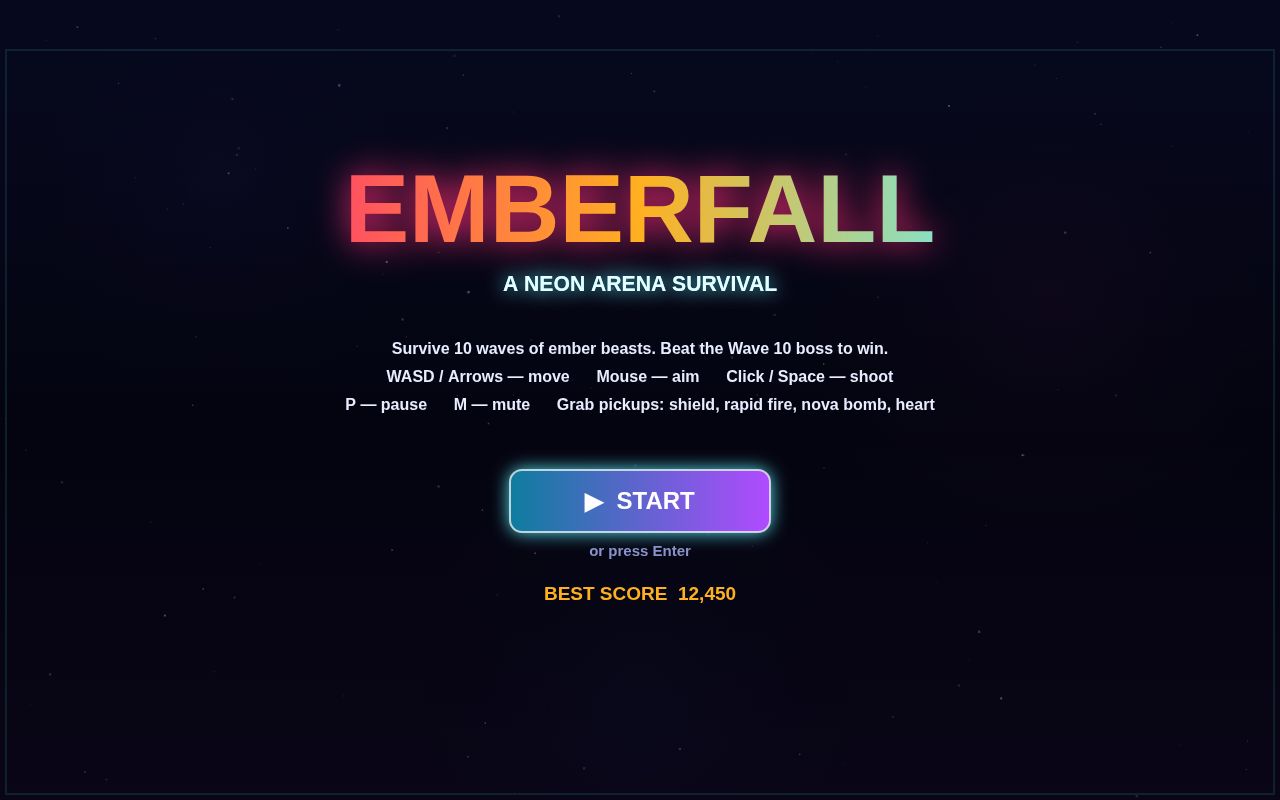 EMBERFALL
A NEON ARENA SURVIVAL
Survive 10 waves of ember beasts. Beat the Wave 10 boss to win.
WASD / Arrows — move Mouse — aim Click / Space — shoot
P — pause M — mute Grab pickups: shield, rapid fire, nova bomb, heart
▶ START
or press Enter
BEST SCORE 12,450